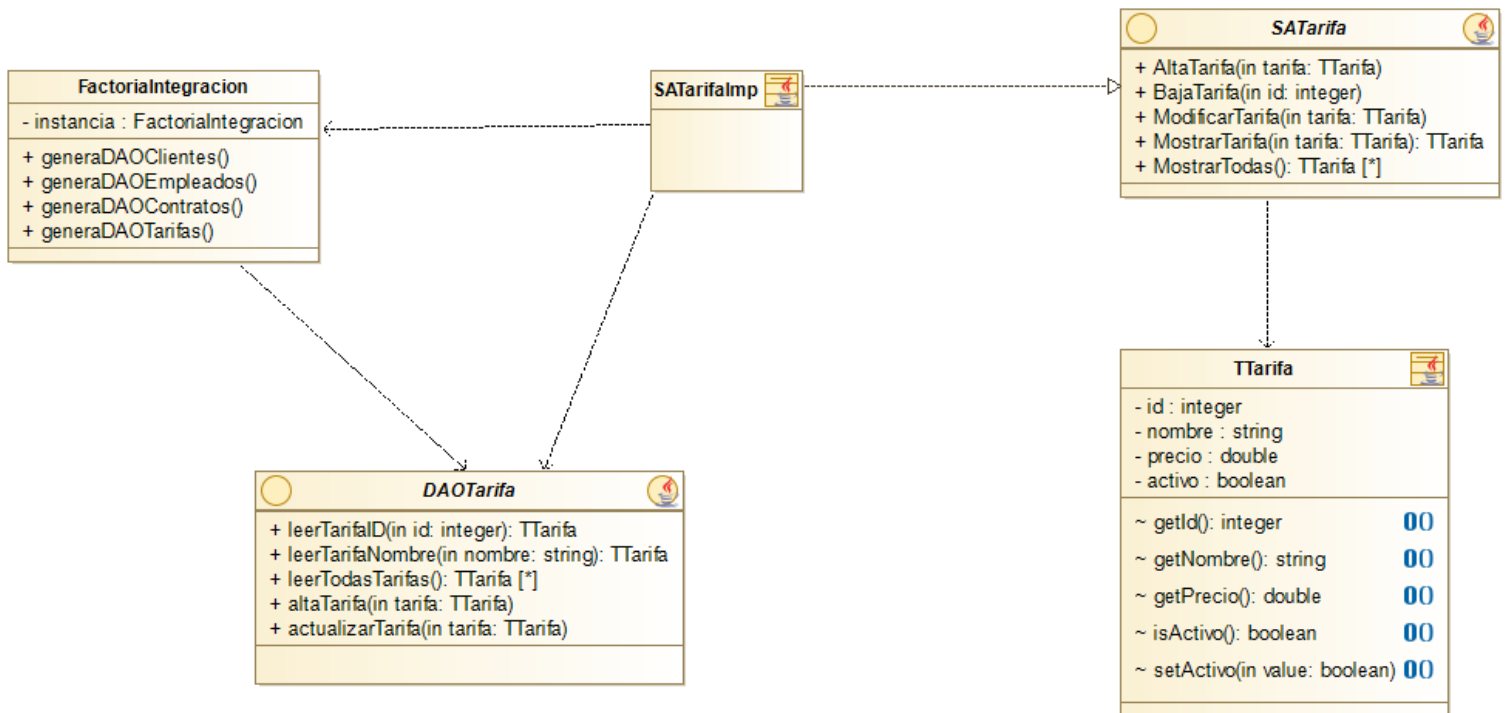 FactoriaIntegracion
- instancia : FactoriaIntegracion
+ generaDAOClientes()
+ generaDAOEmpleados()
+ generaDAOContratos()
+ generaDAOTarifas()
SATarifaImp
SATarifa
+ AltaTarifa(in tarifa: TTarifa)
+ BajaTarifa(in id: integer)
+ ModificarTarifa(in tarifa: TTarifa)
+ MostrarTarifa(in tarifa: TTarifa): TTarifa
+ MostrarTodas(): TTarifa [*]
DAOTarifa
+ leerTarifaID(in id: integer): TTarifa
+ leerTarifaNombre(in nombre: string): TTarifa
+ leerTodasTarifas(): TTarifa [*]
+ altaTarifa(in tarifa: TTarifa)
+ actualizarTarifa(in tarifa: TTarifa)
TTarifa
- id : integer
- nombre : string
- precio : double
- activo : boolean
~ getId(): integer
~ getNombre(): string
~ getPrecio(): double
~ isActivo(): boolean
~ setActivo(in value: boolean)